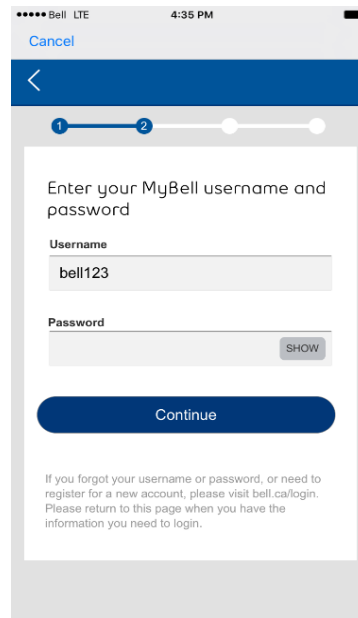 Bell LTE 4:35 PM
Cancel
1 2
Enter your MyBell username and
password
Username
bell123
Password
SHOW
Continue
If you forgot your username or password, or need to
register for a new account, please visit bell.ca/login.
Please return to this page when you have the
information you need to login.